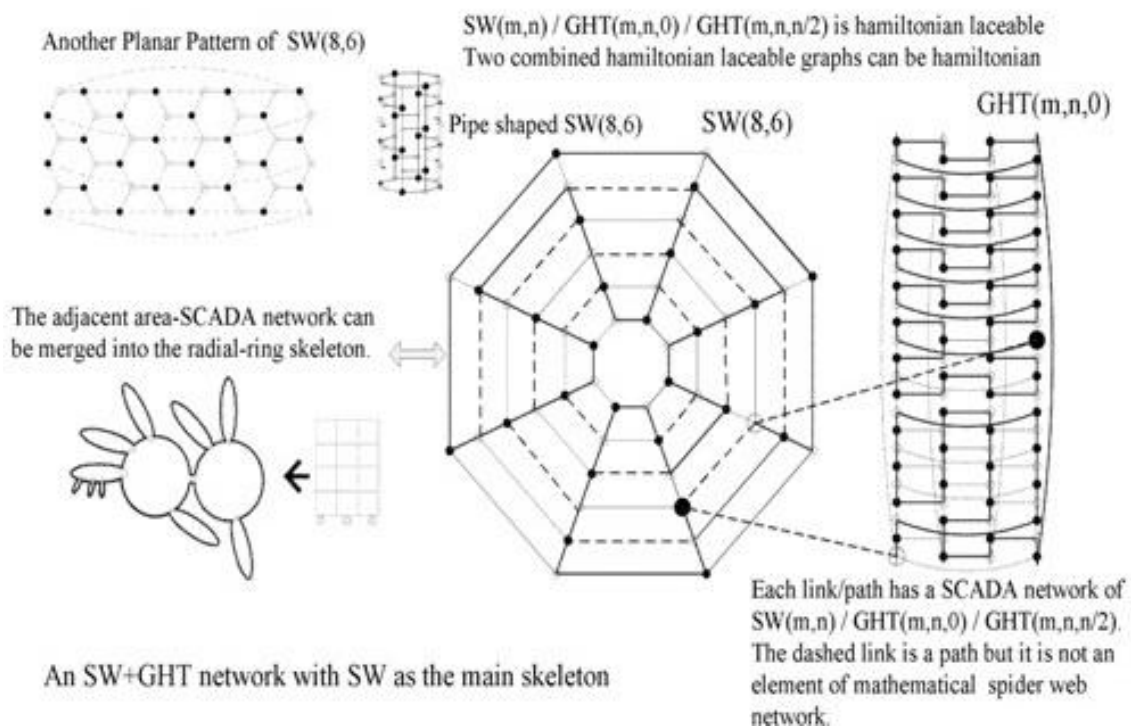 Another Planar Pattern of SW(8,6)
SW(m,n) / GHT(m,n,0) / GHT(m,n,n/2) is hamiltonian laceable
Two combined hamiltonian laceable graphs can be hamiltonian
GHT(m,n,0)
Pipe shaped SW(8,6)
SW(8,6)
The adjacent area-SCADA network can
be merged into the radial-ring skeleton.
Each link/path has a SCADA network of
SW(m,n) / GHT(m,n,0) / GHT(m,n,n/2).
The dashed link is a path but it is not an
element of mathematical spider web
network.
An SW+GHT network with SW as the main skeleton